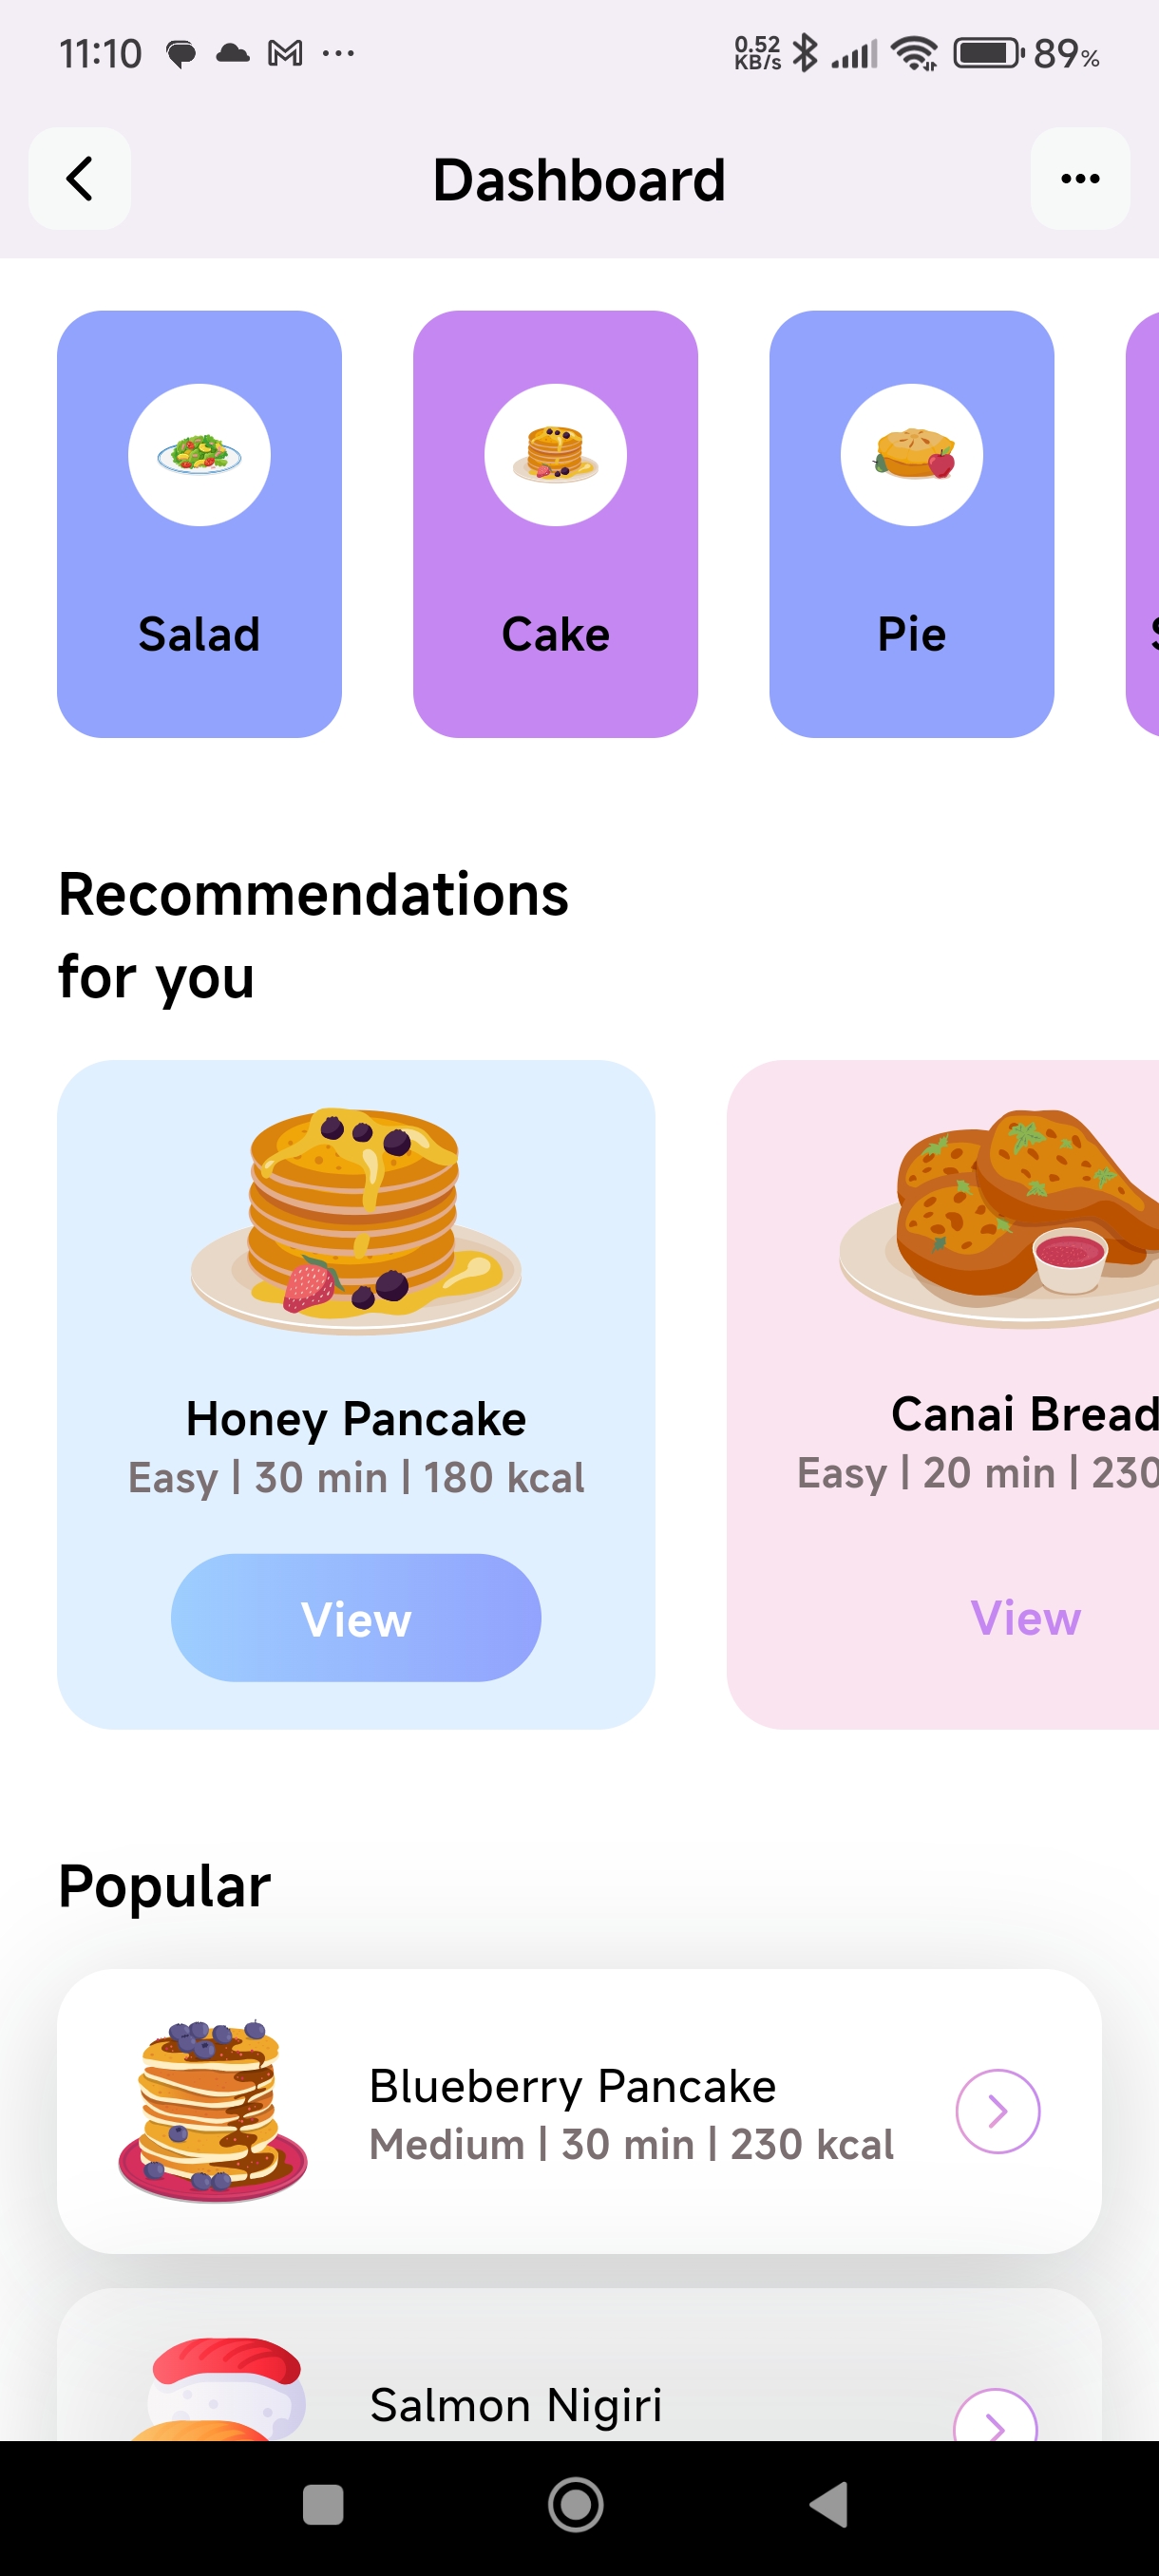 11:10
0.52
KB/s
89%
Dashboard
Salad
Cake
Pie
Recommendations
for you
Honey Pancake
Easy | 30 min | 180 kcal
View
Canai Bread
Easy | 20 min | 230
View
Popular
Blueberry Pancake
Medium | 30 min | 230 kcal
Salmon Nigiri